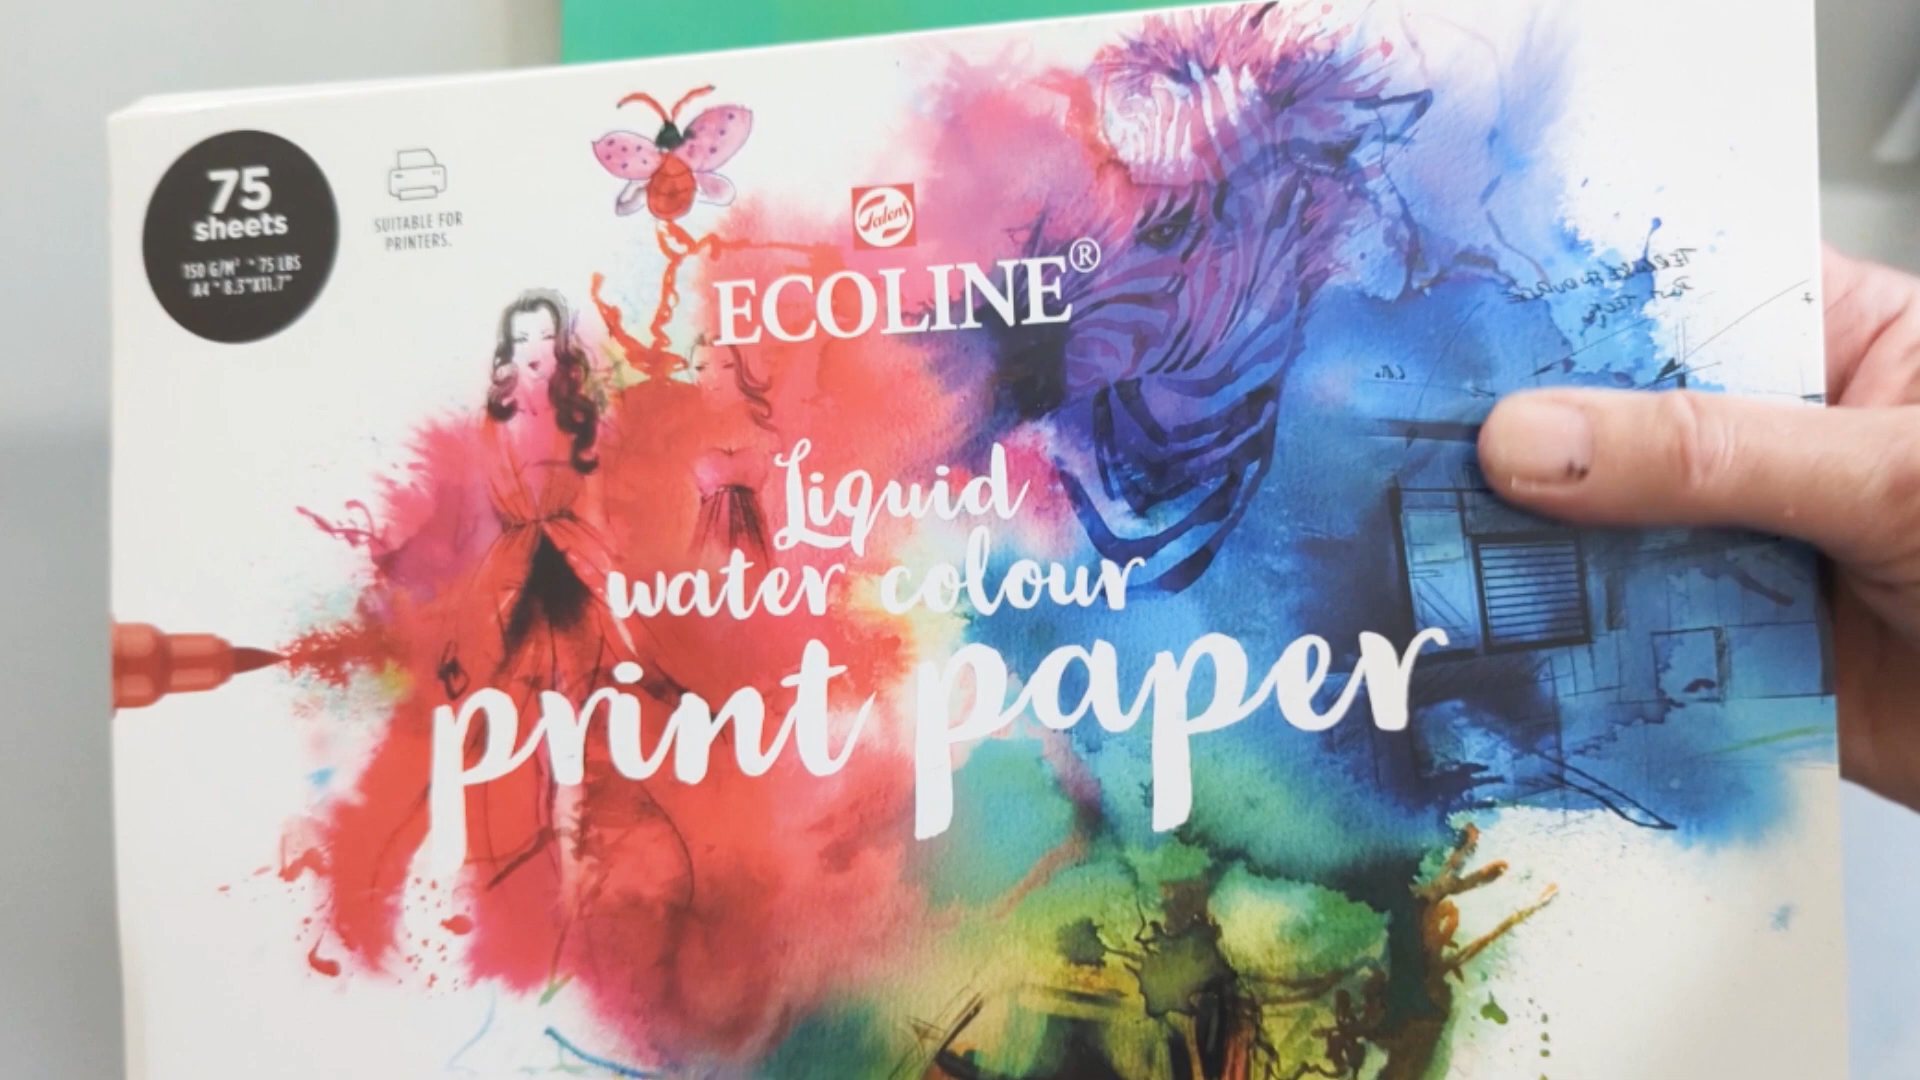 75
sheets
150 G/M² ~ 75 LBS
A4 ~ 8.3"X11.7"
SUITABLE FOR
PRINTERS.
Talens
ECOLINE®
Liquid
water colour
print paper